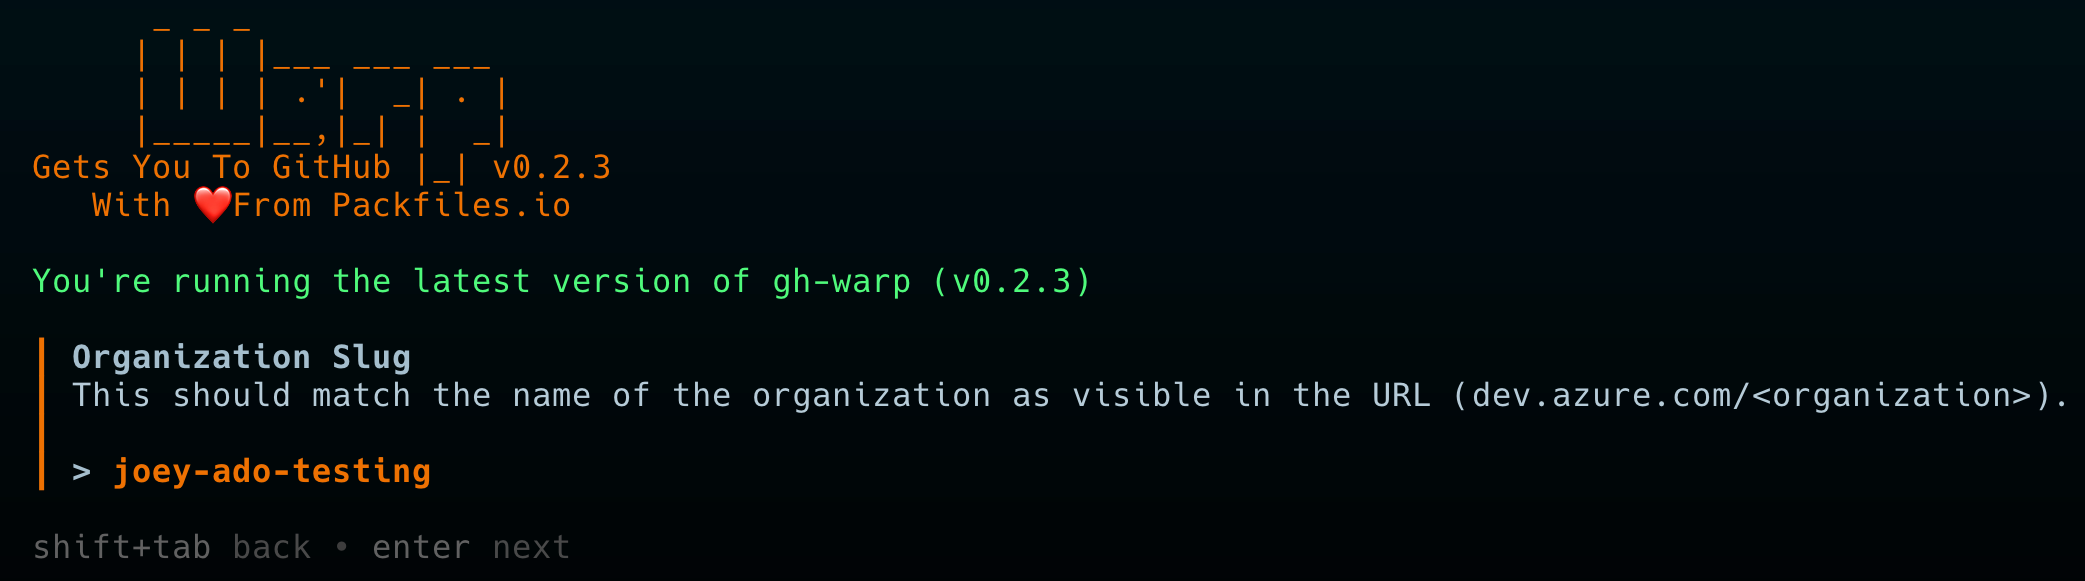 _ _ _
    | | | |___ ___ ___
    | | | | .'|  _| . |
    |_____|__,|_| |  _|
Gets You To GitHub |_| v0.2.3
With ❤️From Packfiles.io
You're running the latest version of gh-warp (v0.2.3)
Organization Slug
This should match the name of the organization as visible in the URL (dev.azure.com/<organization>).
> joey-ado-testing
shift+tab back • enter next